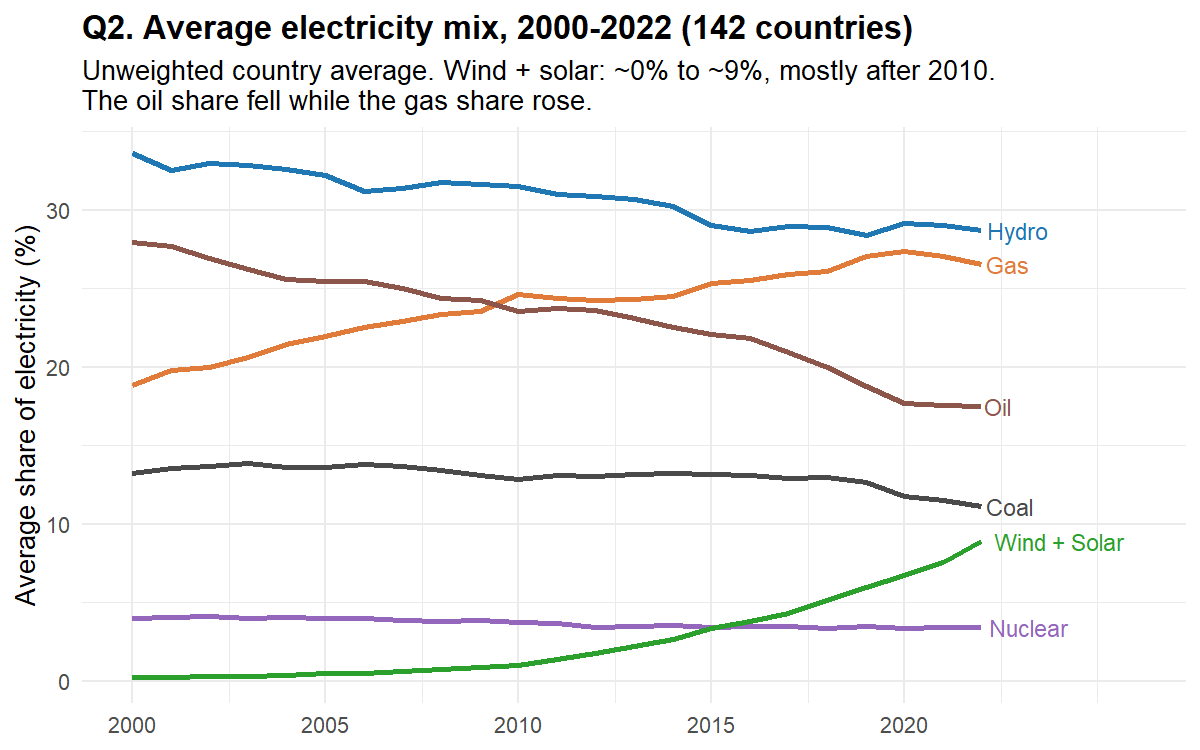 Q2. Average electricity mix, 2000-2022 (142 countries)
Unweighted country average. Wind + solar: ~0% to ~9%, mostly after 2010.
The oil share fell while the gas share rose.
Average share of electricity (%)
30
20
10
0
Hydro
Gas
Oil
Coal
Wind + Solar
Nuclear
2000
2005
2010
2015
2020